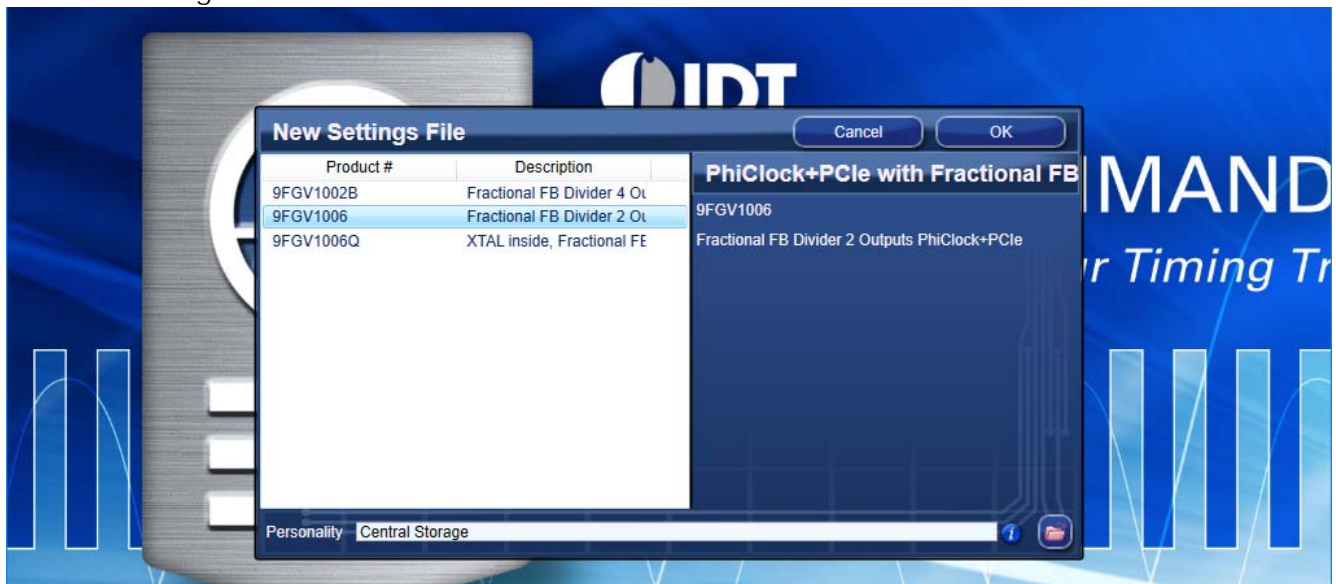 IDT
New Settings File
Cancel
OK
Product #
Description
9FGV1002B
Fractional FB Divider 4 Ou
9FGV1006
Fractional FB Divider 2 Ou
9FGV1006Q
XTAL inside, Fractional FE
PhiClock+PCIe with Fractional FB
9FGV1006
Fractional FB Divider 2 Outputs PhiClock+PCIe
MAND
r Timing Tr
Personality
Central Storage
i